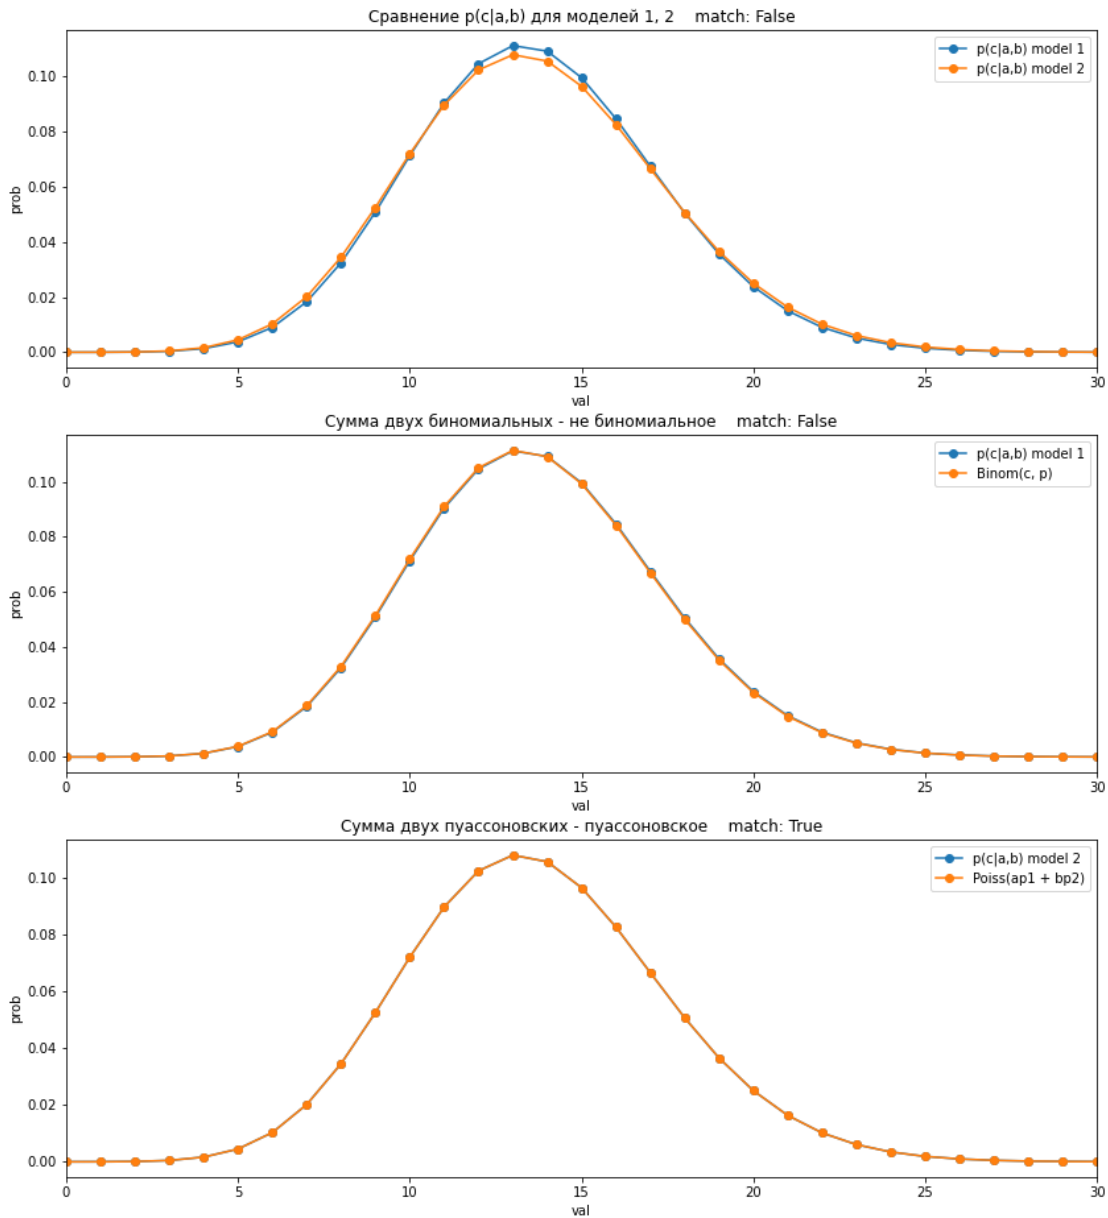 Сравнение p(c|a,b) для моделей 1, 2    match: False
p(c|a,b) model 1
p(c|a,b) model 2
prob
0.10
0.08
0.06
0.04
0.02
0.00
0 5 10 15 20 25 30
val
Сумма двух биномиальных - не биномиальное    match: False
p(c|a,b) model 1
Binom(c, p)
prob
0.10
0.08
0.06
0.04
0.02
0.00
0 5 10 15 20 25 30
val
Сумма двух пуассоновских - пуассоновское    match: True
p(c|a,b) model 2
Poiss(ap1 + bp2)
prob
0.10
0.08
0.06
0.04
0.02
0.00
0 5 10 15 20 25 30
val